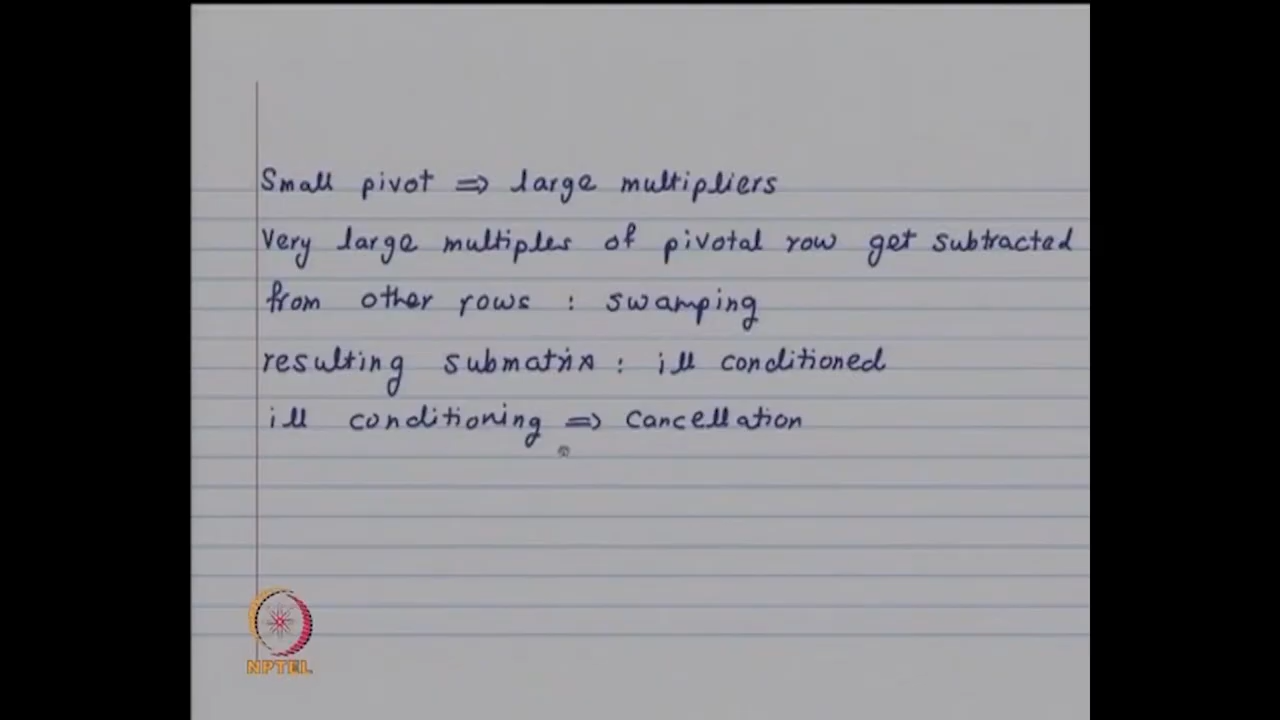 Small pivot ⇒ large multipliers
Very large multiples of pivotal row get subtracted
from other rows : swamping
resulting submatrix : ill conditioned
ill conditioning ⇒ Cancellation
NPTEL